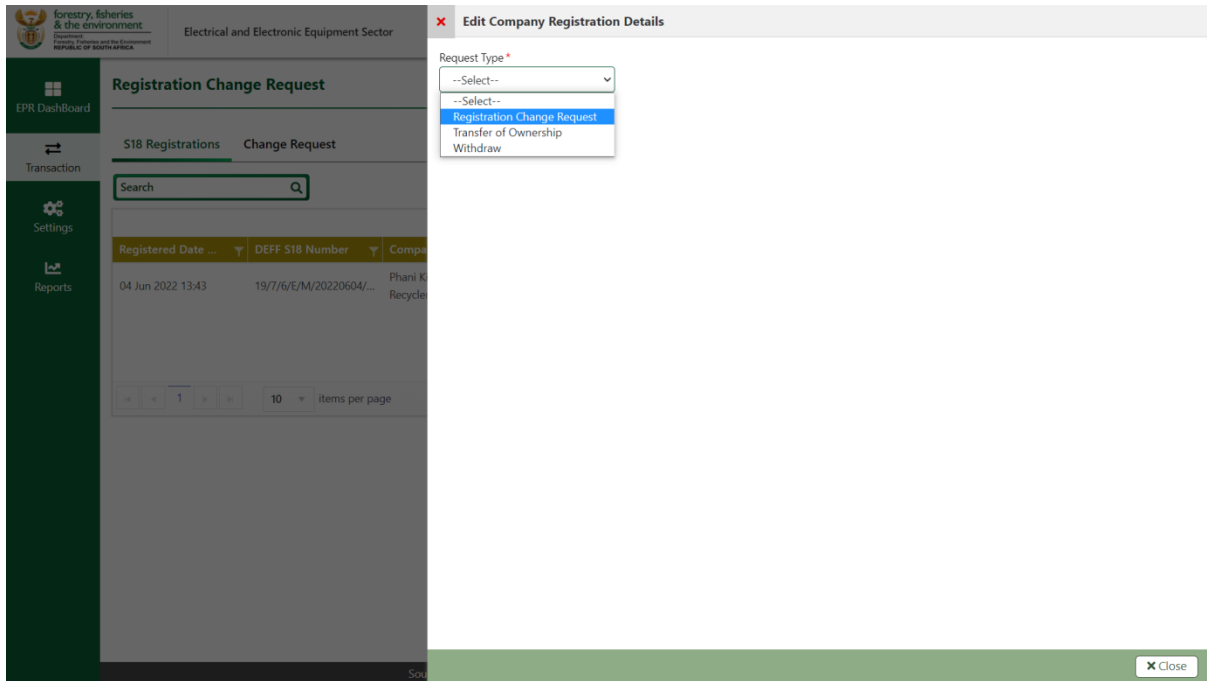 forestry, fisheries
& the environment
Department:
Forestry, Fisheries and the Environment
REPUBLIC OF SOUTH AFRICA
Electrical and Electronic Equipment Sector
EPR DashBoard
Transaction
Settings
Reports
Registration Change Request
S18 Registrations Change Request
Search
Registered Date ... DEFF S18 Number Compa
04 Jun 2022 13:43 19/7/6/E/M/20220604/... Phani K
Recycle
1 10 items per page
Sou
Edit Company Registration Details
Request Type *
--Select--
--Select--
Registration Change Request
Transfer of Ownership
Withdraw
Close